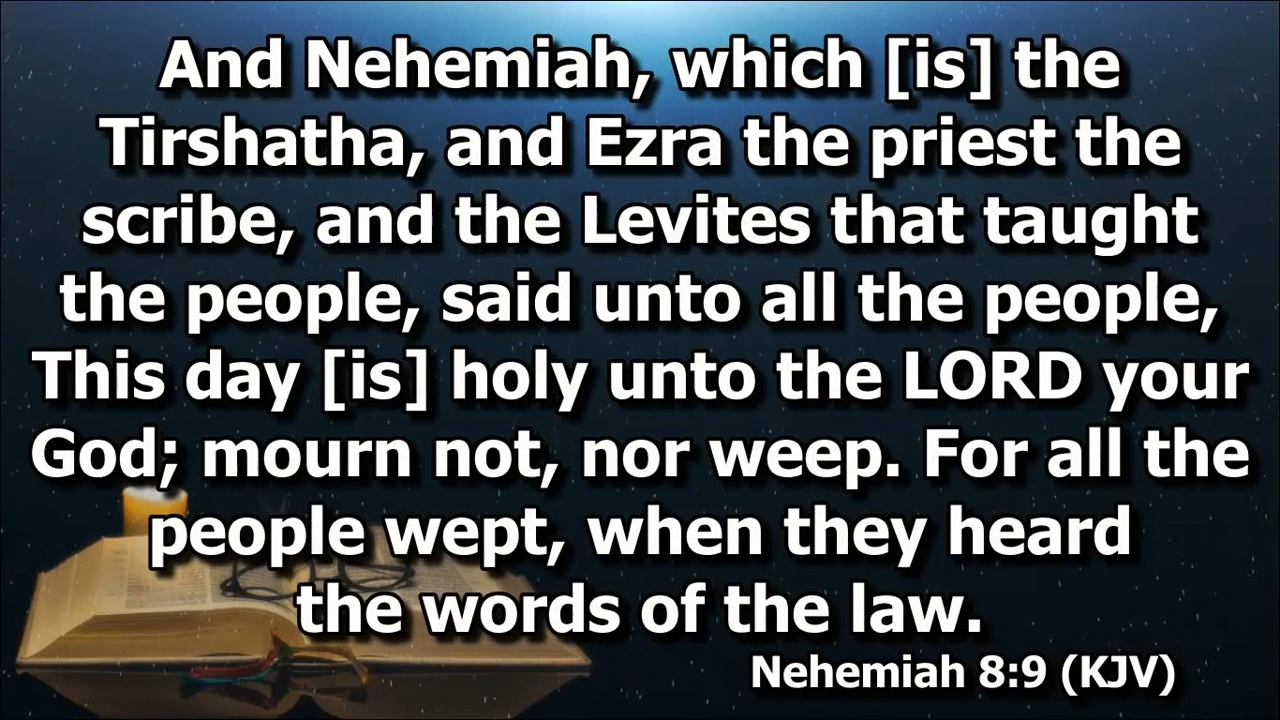 And Nehemiah, which [is] the
Tirshatha, and Ezra the priest the
scribe, and the Levites that taught
the people, said unto all the people,
This day [is] holy unto the LORD your
God; mourn not, nor weep. For all the
people wept, when they heard
the words of the law.
Nehemiah 8:9 (KJV)